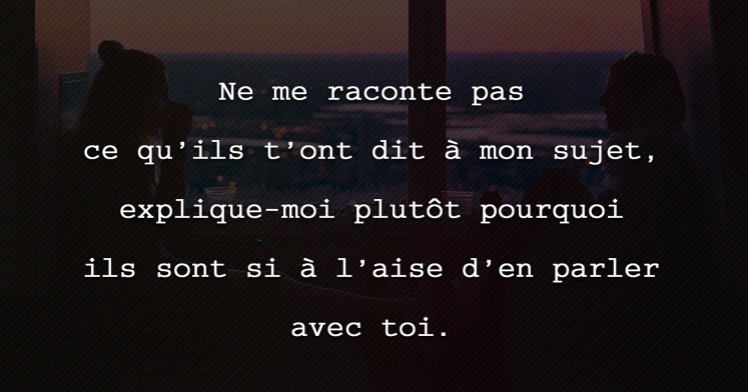 Ne me raconte pas
ce qu’ils t’ont dit à mon sujet,
explique-moi plutôt pourquoi
ils sont si à l’aise d’en parler
avec toi.